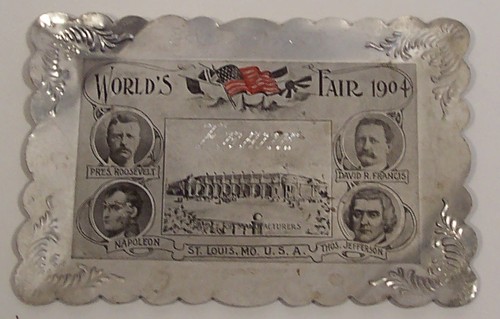 WORLD'S FAIR 1904
PRES. ROOSEVELT
DAVID R. FRANCIS
NAPOLEON
THOS. JEFFERSON
ST. LOUIS, MO. U. S. A.